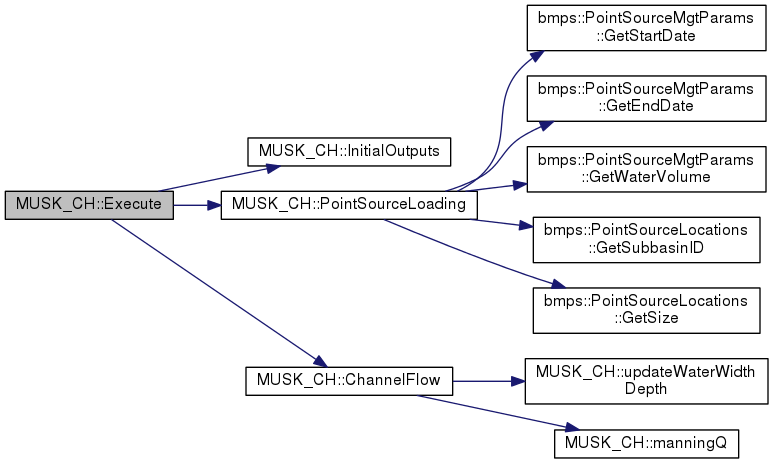 bmps::PointSourceMgtParams
::GetStartDate
bmps::PointSourceMgtParams
::GetEndDate
MUSK_CH::InitialOutputs
bmps::PointSourceMgtParams
::GetWaterVolume
MUSK_CH::Execute
MUSK_CH::PointSourceLoading
bmps::PointSourceLocations
::GetSubbasinID
bmps::PointSourceLocations
::GetSize
MUSK_CH::ChannelFlow
MUSK_CH::updateWaterWidth
Depth
MUSK_CH::manningQ